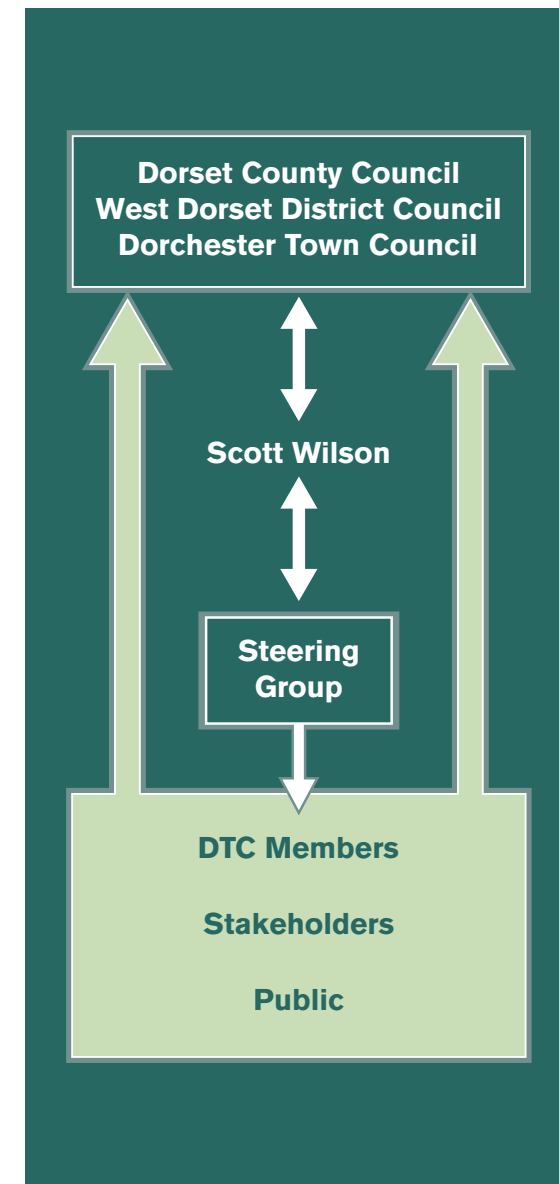 Dorset County Council
West Dorset District Council
Dorchester Town Council
Scott Wilson
Steering
Group
DTC Members
Stakeholders
Public